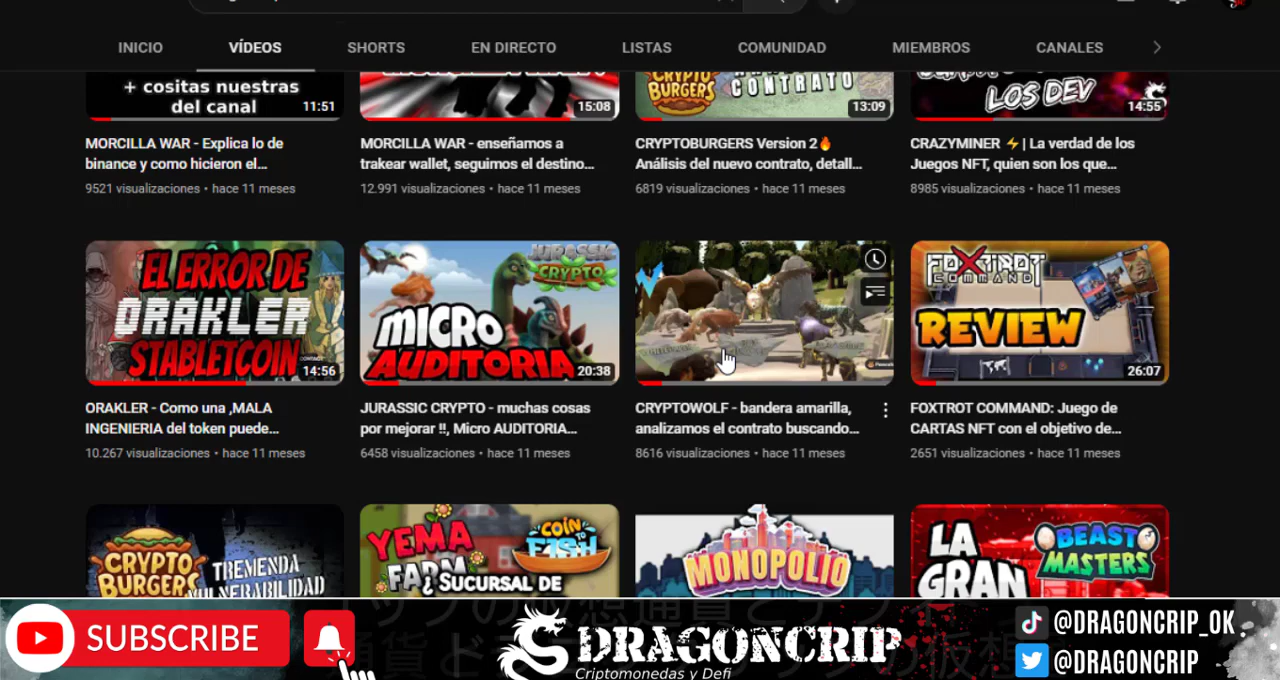 INICIO VÍDEOS SHORTS EN DIRECTO LISTAS COMUNIDAD MIEMBROS CANALES
+ cositas nuestras
del canal
11:51
15:08
CRYPTO
BURGERS
CONTRATO
13:09
LOS DEV
14:55
MORCILLA WAR - Explica lo de
binance y como hicieron el...
9521 visualizaciones • hace 11 meses
MORCILLA WAR - enseñamos a
trakear wallet, seguimos el destino...
12.991 visualizaciones • hace 11 meses
CRYPTOBURGERS Version 2🔥
Análisis del nuevo contrato, detall...
6819 visualizaciones • hace 11 meses
CRAZYMINER ⚡ | La verdad de los
Juegos NFT, quien son los que...
8985 visualizaciones • hace 11 meses
EL ERROR DE
ORAKLER
STABLETCOIN
14:56
JURASSIC
CRYPTO
MICRO
AUDITORIA
20:38
FOXTROT
COMMAND
REVIEW
26:07
ORAKLER - Como una ,MALA
INGENIERIA del token puede...
10.267 visualizaciones • hace 11 meses
JURASSIC CRYPTO - muchas cosas
por mejorar !!, Micro AUDITORIA...
6458 visualizaciones • hace 11 meses
CRYPTOWOLF - bandera amarilla,
analizamos el contrato buscando...
8616 visualizaciones • hace 11 meses
FOXTROT COMMAND: Juego de
CARTAS NFT con el objetivo de...
2651 visualizaciones • hace 11 meses
CRYPTO
BURGERS
TREMENDA
VULNERABILIDAD
YEMA
FARM
COIN
TO
FISH
¿ SUCURSAL DE
MONOPOLIO
LA
GRAN
BEAST
MASTERS
SUBSCRIBE
DRAGONCRIP
Criptomonedas y Defi
@DRAGONCRIP_OK
@DRAGONCRIP